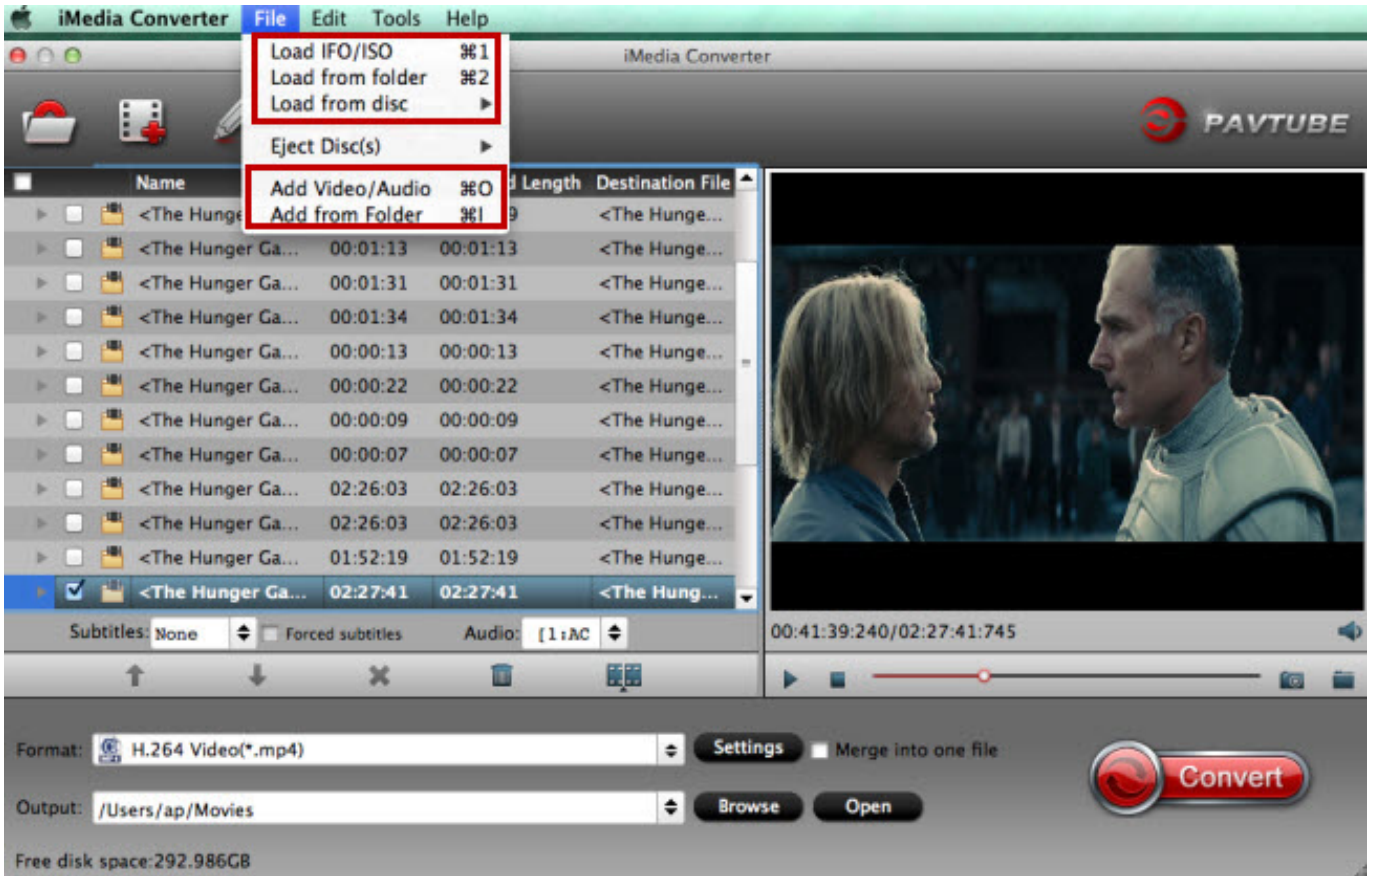 iMedia Converter File Edit Tools Help
iMedia Converter
Load IFO/ISO ⌘1
Load from folder ⌘2
Load from disc ▶
Eject Disc(s) ▶
Add Video/Audio ⌘O
Add from Folder ⌘I
PAVTUBE
Name Length Destination File
<The Hunge 9 <The Hunge...
<The Hunger Ga... 00:01:13 00:01:13 <The Hunge...
<The Hunger Ga... 00:01:31 00:01:31 <The Hunge...
<The Hunger Ga... 00:01:34 00:01:34 <The Hunge...
<The Hunger Ga... 00:00:13 00:00:13 <The Hunge...
<The Hunger Ga... 00:00:22 00:00:22 <The Hunge...
<The Hunger Ga... 00:00:09 00:00:09 <The Hunge...
<The Hunger Ga... 00:00:07 00:00:07 <The Hunge...
<The Hunger Ga... 02:26:03 02:26:03 <The Hunge...
<The Hunger Ga... 02:26:03 02:26:03 <The Hunge...
<The Hunger Ga... 01:52:19 01:52:19 <The Hunge...
<The Hunger Ga... 02:27:41 02:27:41 <The Hung...
Subtitles: None Forced subtitles Audio: [1:AC
00:41:39:240/02:27:41:745
Format: H.264 Video(*.mp4) Settings Merge into one file
Convert
Output: /Users/ap/Movies Browse Open
Free disk space:292.986GB